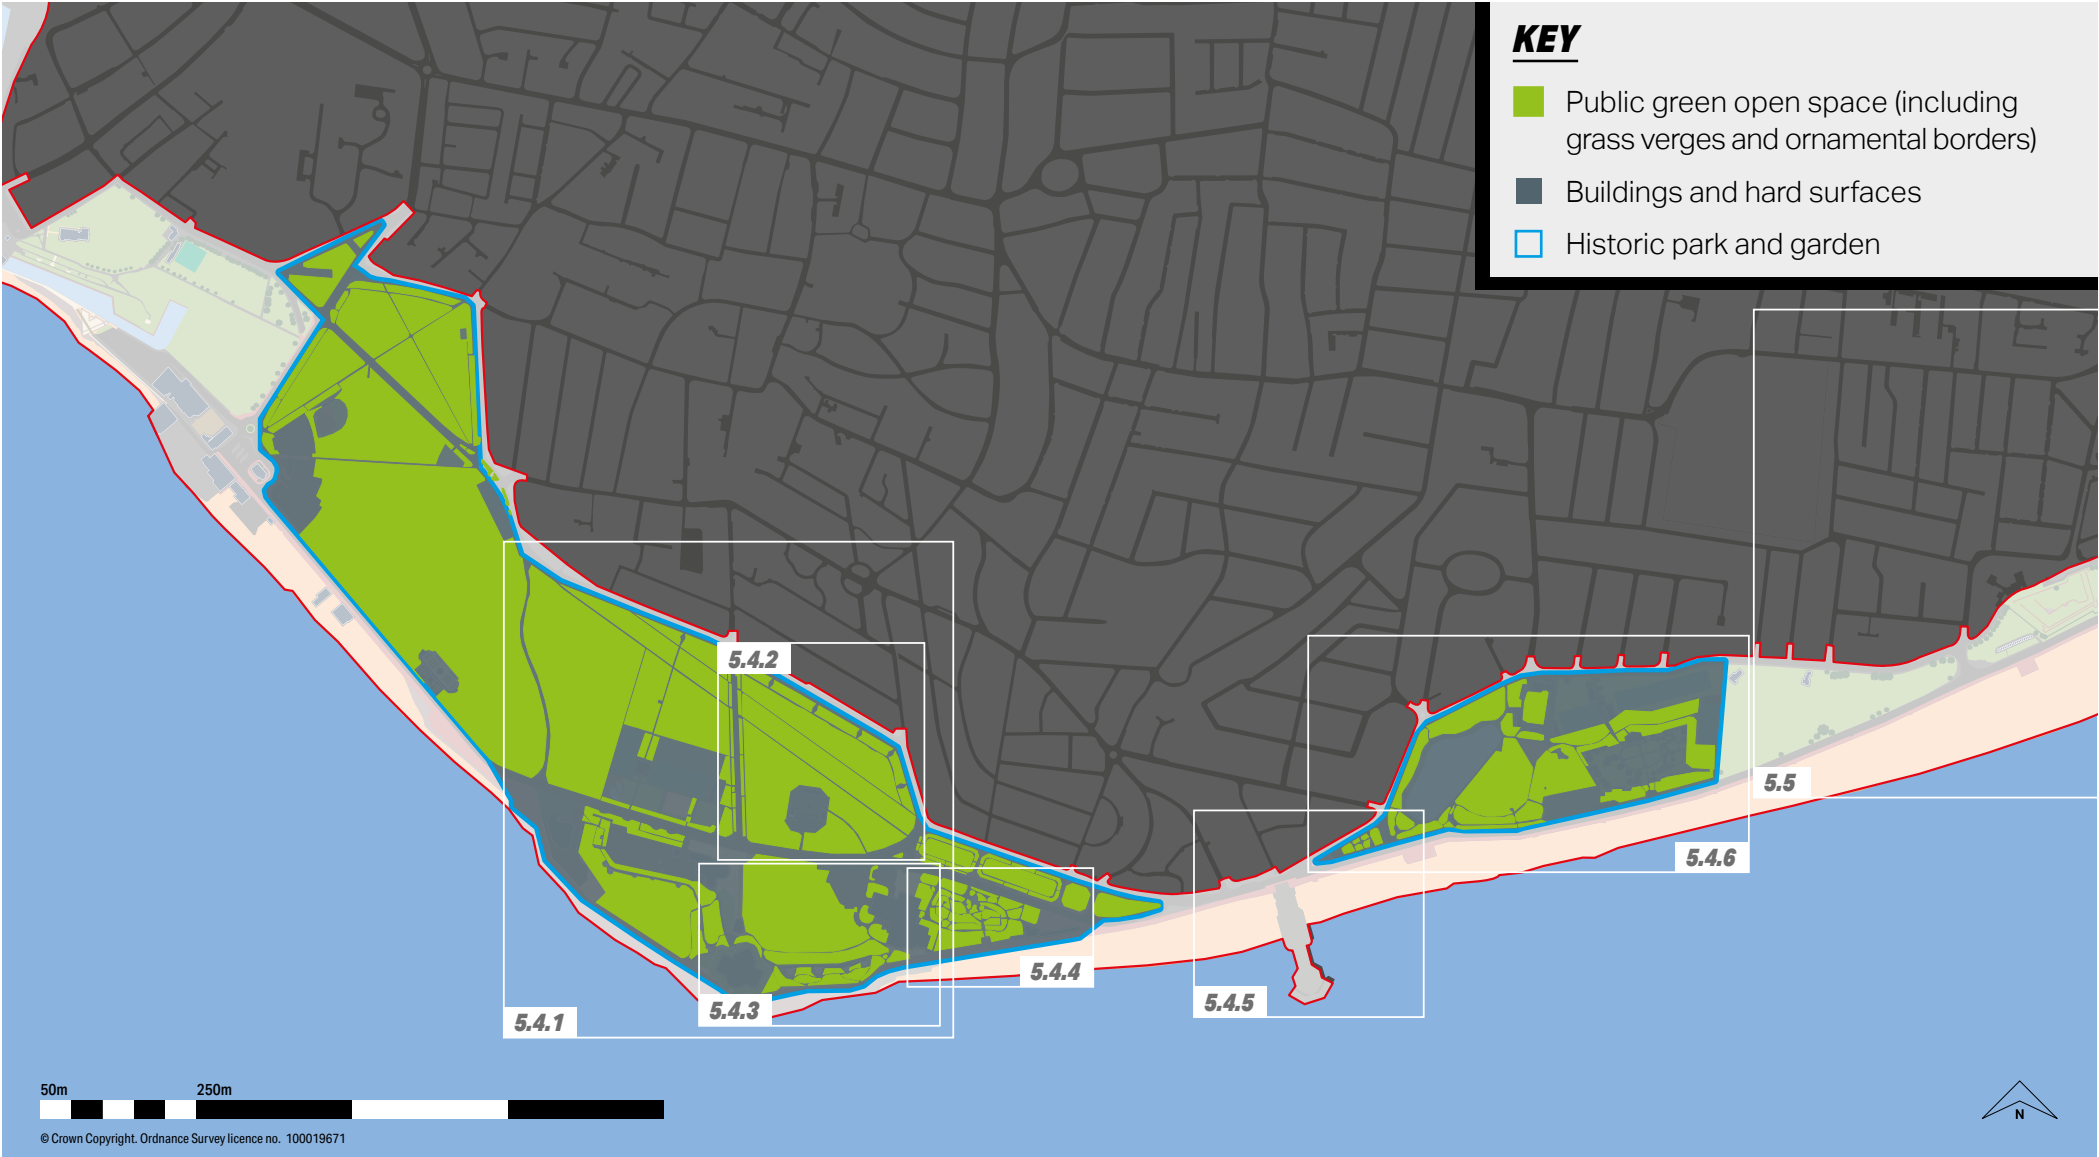 KEY
Public green open space (including
grass verges and ornamental borders)
Buildings and hard surfaces
Historic park and garden
5.4.2
5.5
5.4.6
5.4.4
5.4.5
5.4.3
5.4.1
50m 250m
© Crown Copyright. Ordnance Survey licence no. 100019671
N